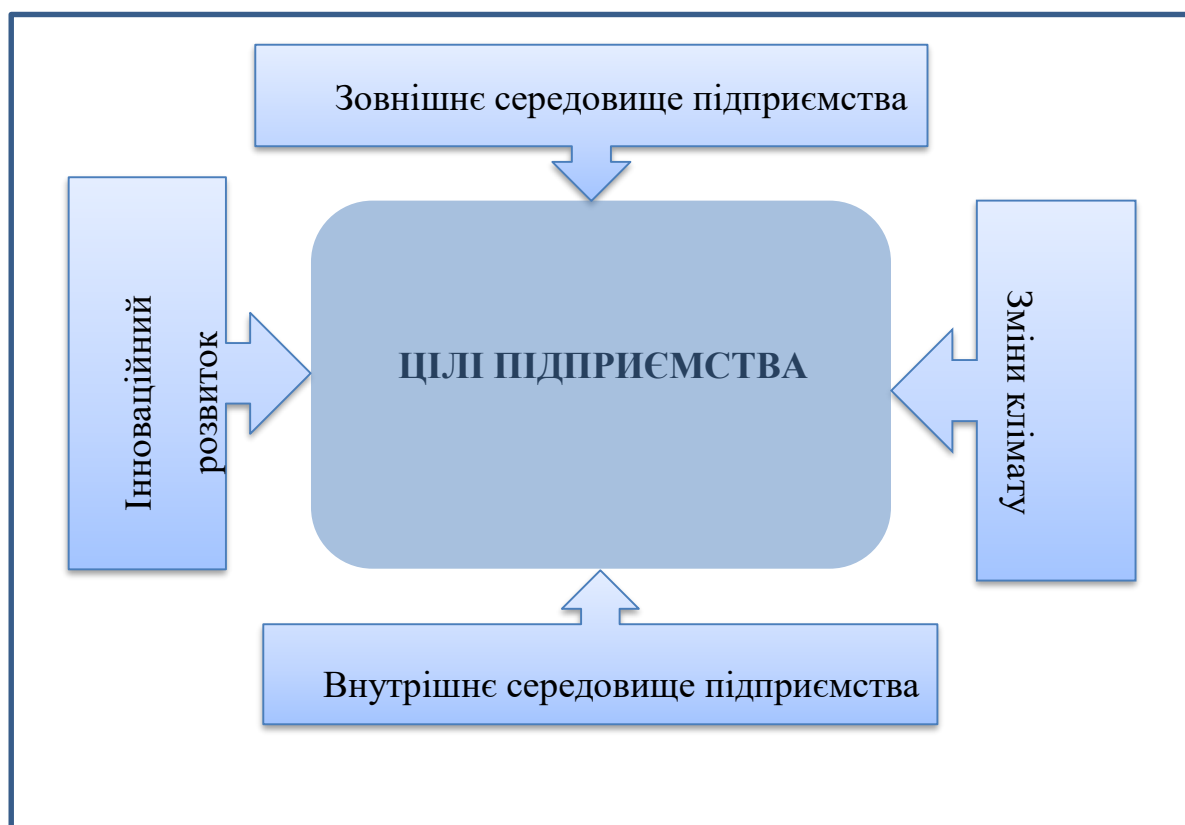 Зовнішнє середовище підприємства
Інноваційний
розвиток
ЦІЛІ ПІДПРИЄМСТВА
Зміни клімату
Внутрішнє середовище підприємства